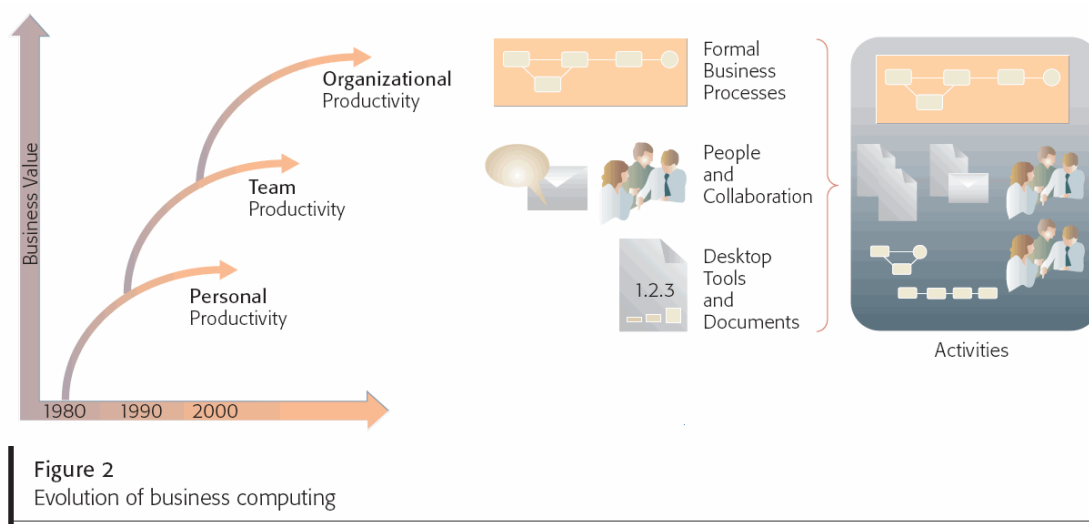 Business Value
Organizational
Productivity
Team
Productivity
Personal
Productivity
1980 1990 2000
Formal
Business
Processes
People
and
Collaboration
1.2.3
Desktop
Tools
and
Documents
Activities
Figure 2
Evolution of business computing